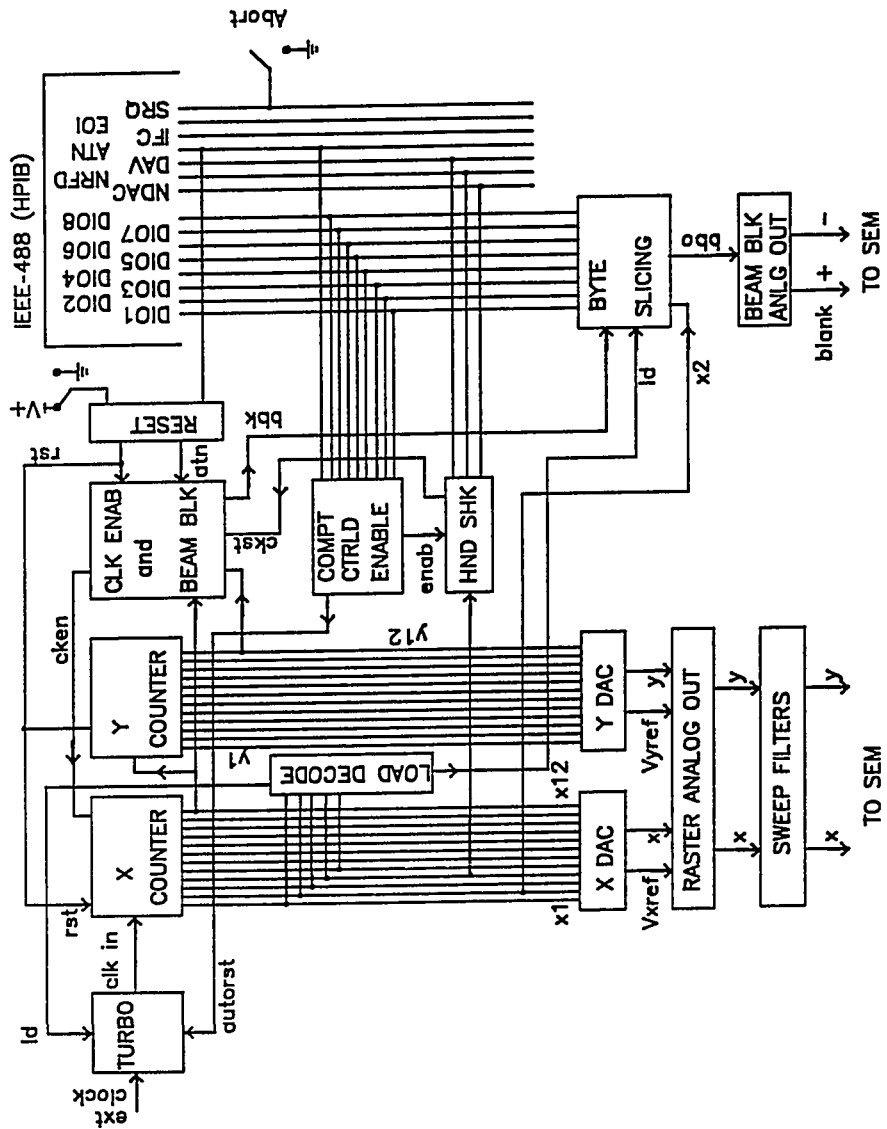 IEEE-488 (HPIB)
SRQ
EOI
IFC
ATN
DAV
NRFD
NDAC
DIO8
DIO7
DIO6
DIO5
DIO4
DIO3
DIO2
DIO1
Abort
V+
RESET
rst
atn
CLK ENAB
and
BEAM BLK
bbk
ckst
cken
COMPT
CTRLD
ENABLE
enab
HND SHK
BYTE
SLICING
ld
x2
bbo
BEAM BLK
ANLG OUT
blank
+
-
TO SEM
Y
COUNTER
y1
y12
Y DAC
LOAD DECODE
X
COUNTER
x1
x12
X DAC
rst
clk in
TURBO
ld
autorst
ext
clock
Vxref
x
Vyref
y
RASTER ANALOG OUT
x
y
SWEEP FILTERS
x
y
TO SEM